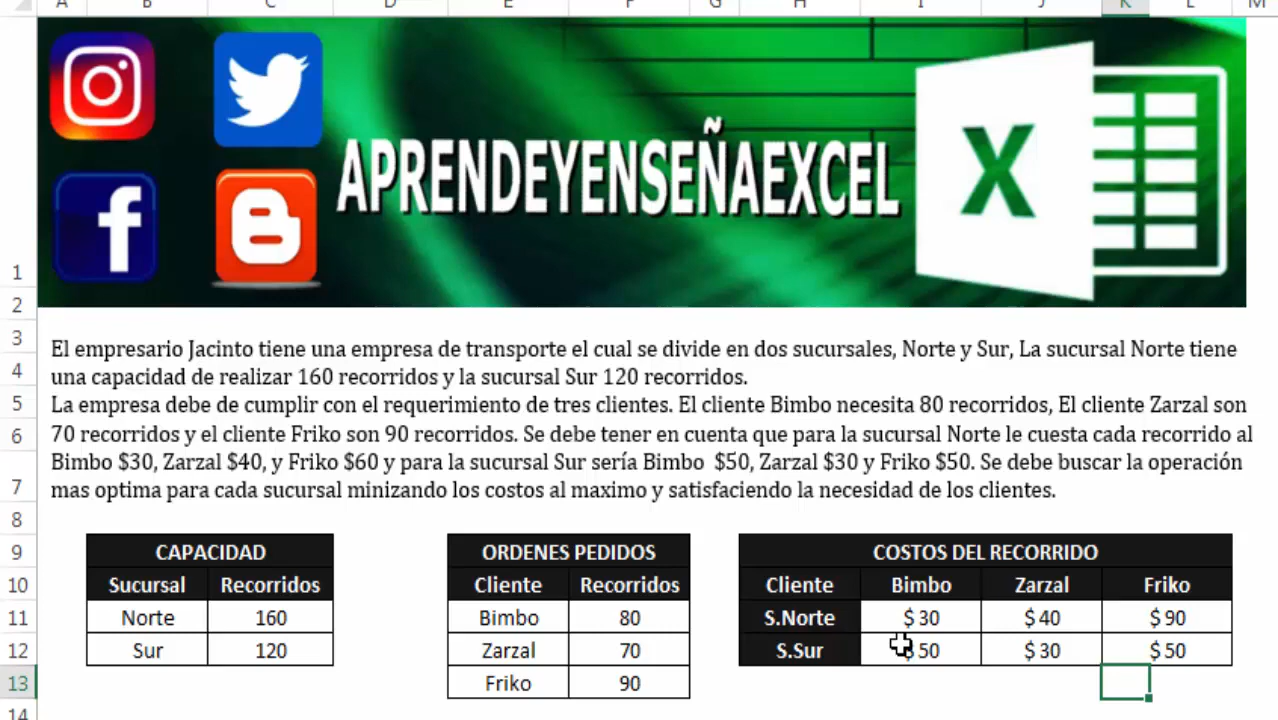 A B C D E F G H I J K L M
APRENDEYENSEÑAEXCEL
1
2
3
El empresario Jacinto tiene una empresa de transporte el cual se divide en dos sucursales, Norte y Sur, La sucursal Norte tiene
4
una capacidad de realizar 160 recorridos y la sucursal Sur 120 recorridos.
5
La empresa debe de cumplir con el requerimiento de tres clientes. El cliente Bimbo necesita 80 recorridos, El cliente Zarzal son
6
70 recorridos y el cliente Friko son 90 recorridos. Se debe tener en cuenta que para la sucursal Norte le cuesta cada recorrido al
Bimbo $30, Zarzal $40, y Friko $60 y para la sucursal Sur sería Bimbo  $50, Zarzal $30 y Friko $50. Se debe buscar la operación
7
mas optima para cada sucursal minizando los costos al maximo y satisfaciendo la necesidad de los clientes.
8
9 CAPACIDAD ORDENES PEDIDOS COSTOS DEL RECORRIDO
10 Sucursal Recorridos Cliente Recorridos Cliente Bimbo Zarzal Friko
11 Norte 160 Bimbo 80 S.Norte $ 30 $ 40 $ 90
12 Sur 120 Zarzal 70 S.Sur $ 50 $ 30 $ 50
13 Friko 90
14